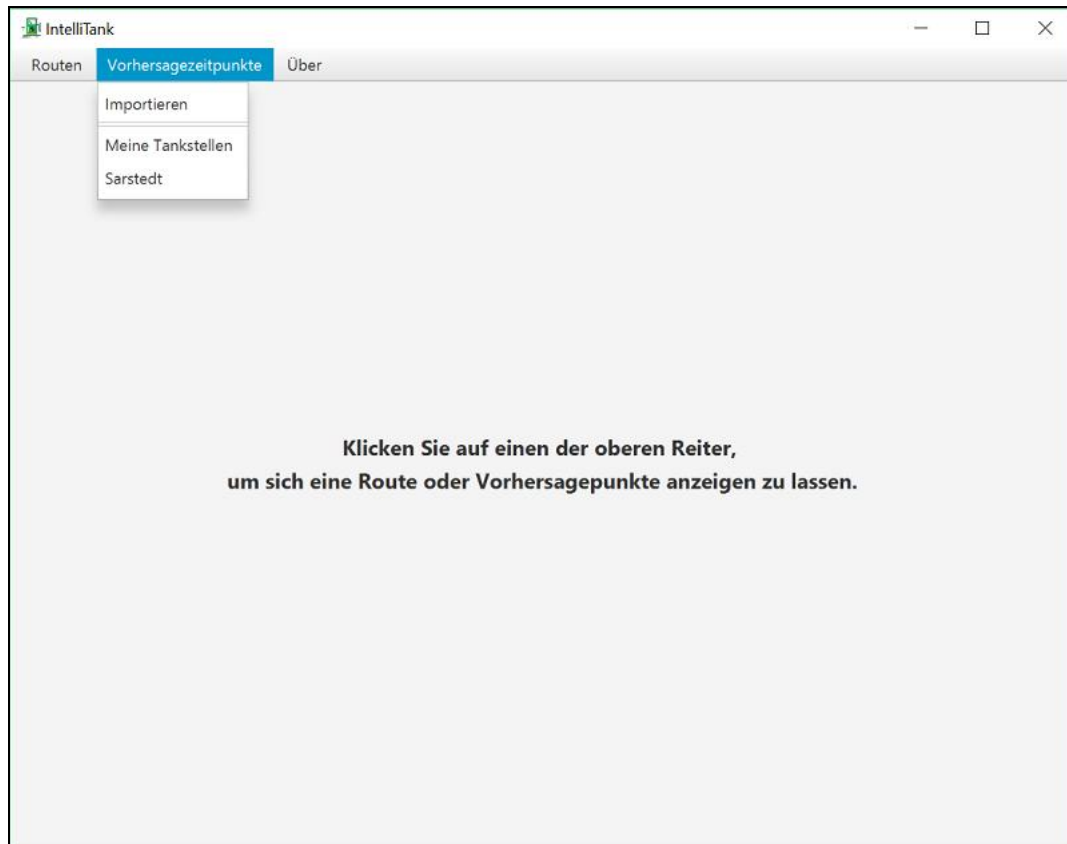 IntelliTank
Routen Vorhersagezeitpunkte Über
Importieren
Meine Tankstellen
Sarstedt
Klicken Sie auf einen der oberen Reiter,
um sich eine Route oder Vorhersagepunkte anzeigen zu lassen.